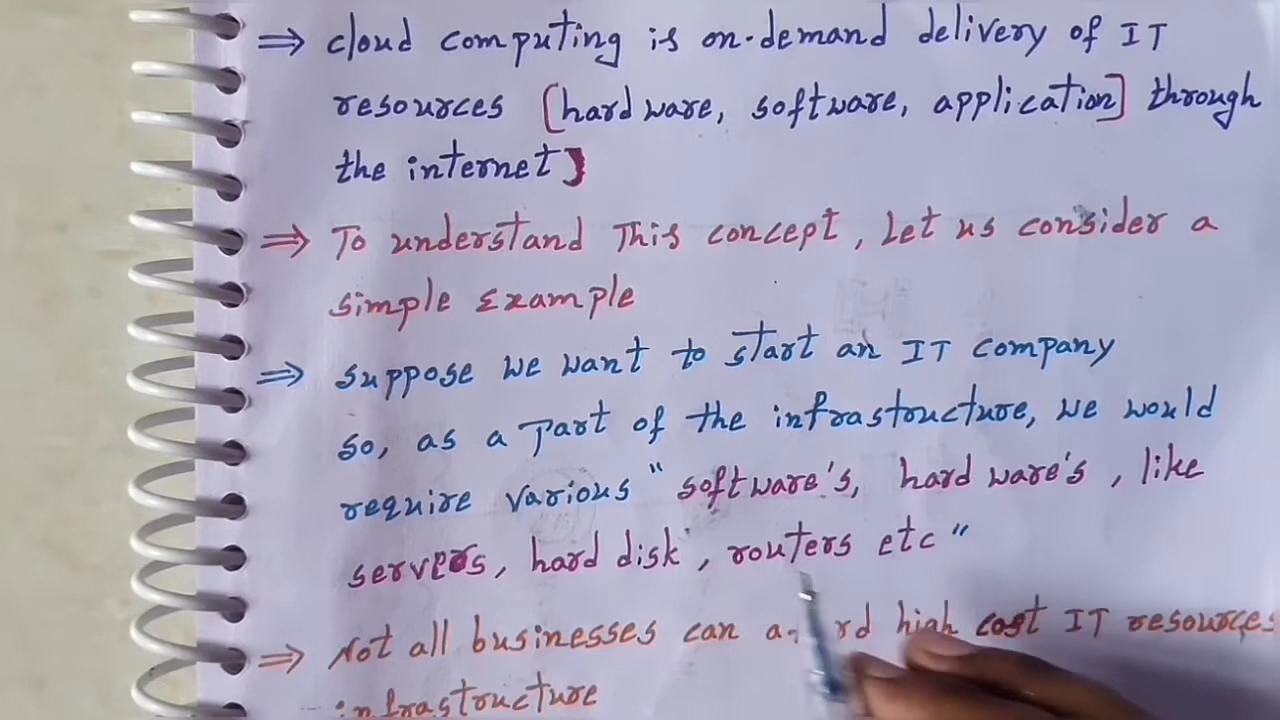 ⇒ cloud computing is on-demand delivery of IT
resources [hardware, software, application] through
the internet}
⇒ To understand This concept, Let us consider a
simple Example
⇒ suppose we want to start an IT company
so, as a part of the infrastructure, we would
require various "software's, hard ware's, like
servers, hard disk, routers etc"
⇒ Not all businesses can high cost IT resources
infrastructure